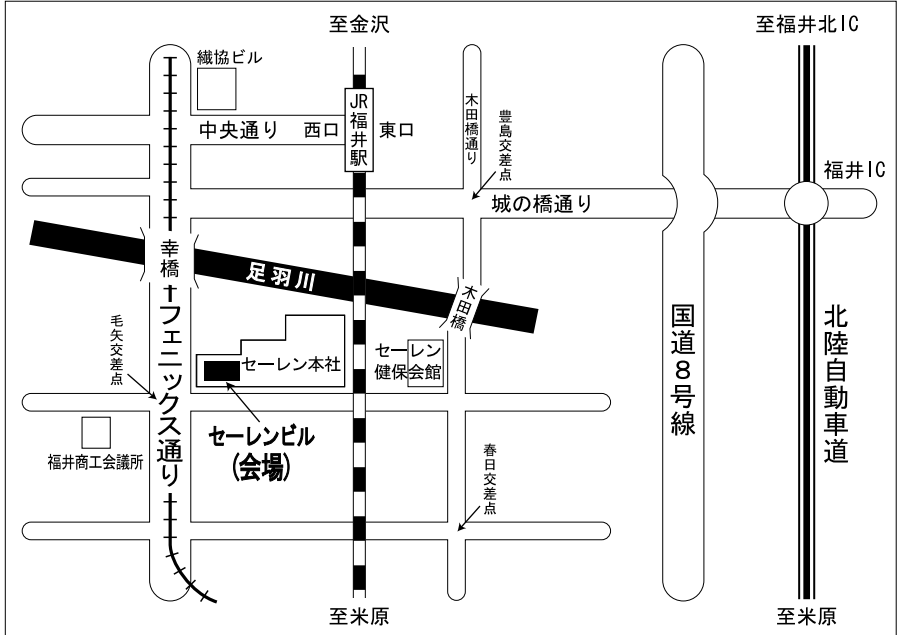 至金沢
至福井北IC
繊協ビル
JR福井駅
中央通り
西口
東口
木田橋通り
豊島交差点
福井IC
城の橋通り
幸橋
足羽川
木田橋
フェニックス通り
毛矢交差点
セーレン本社
セーレン
健保会館
国道8号線
北陸自動車道
セーレンビル
(会場)
福井商工会議所
春日交差点
至米原
至米原